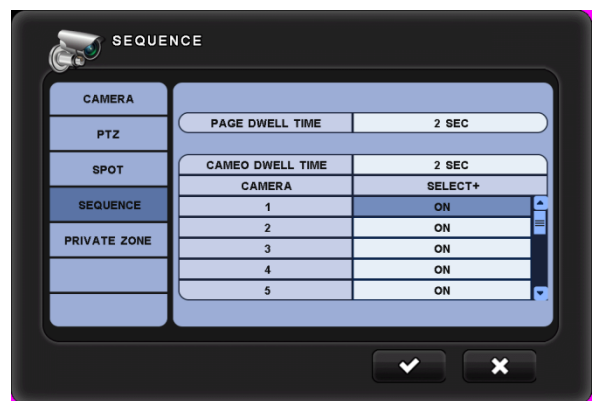 SEQUENCE
CAMERA
PTZ
SPOT
SEQUENCE
PRIVATE ZONE
PAGE DWELL TIME 2 SEC
CAMEO DWELL TIME 2 SEC
CAMERA SELECT+
1 ON
2 ON
3 ON
4 ON
5 ON